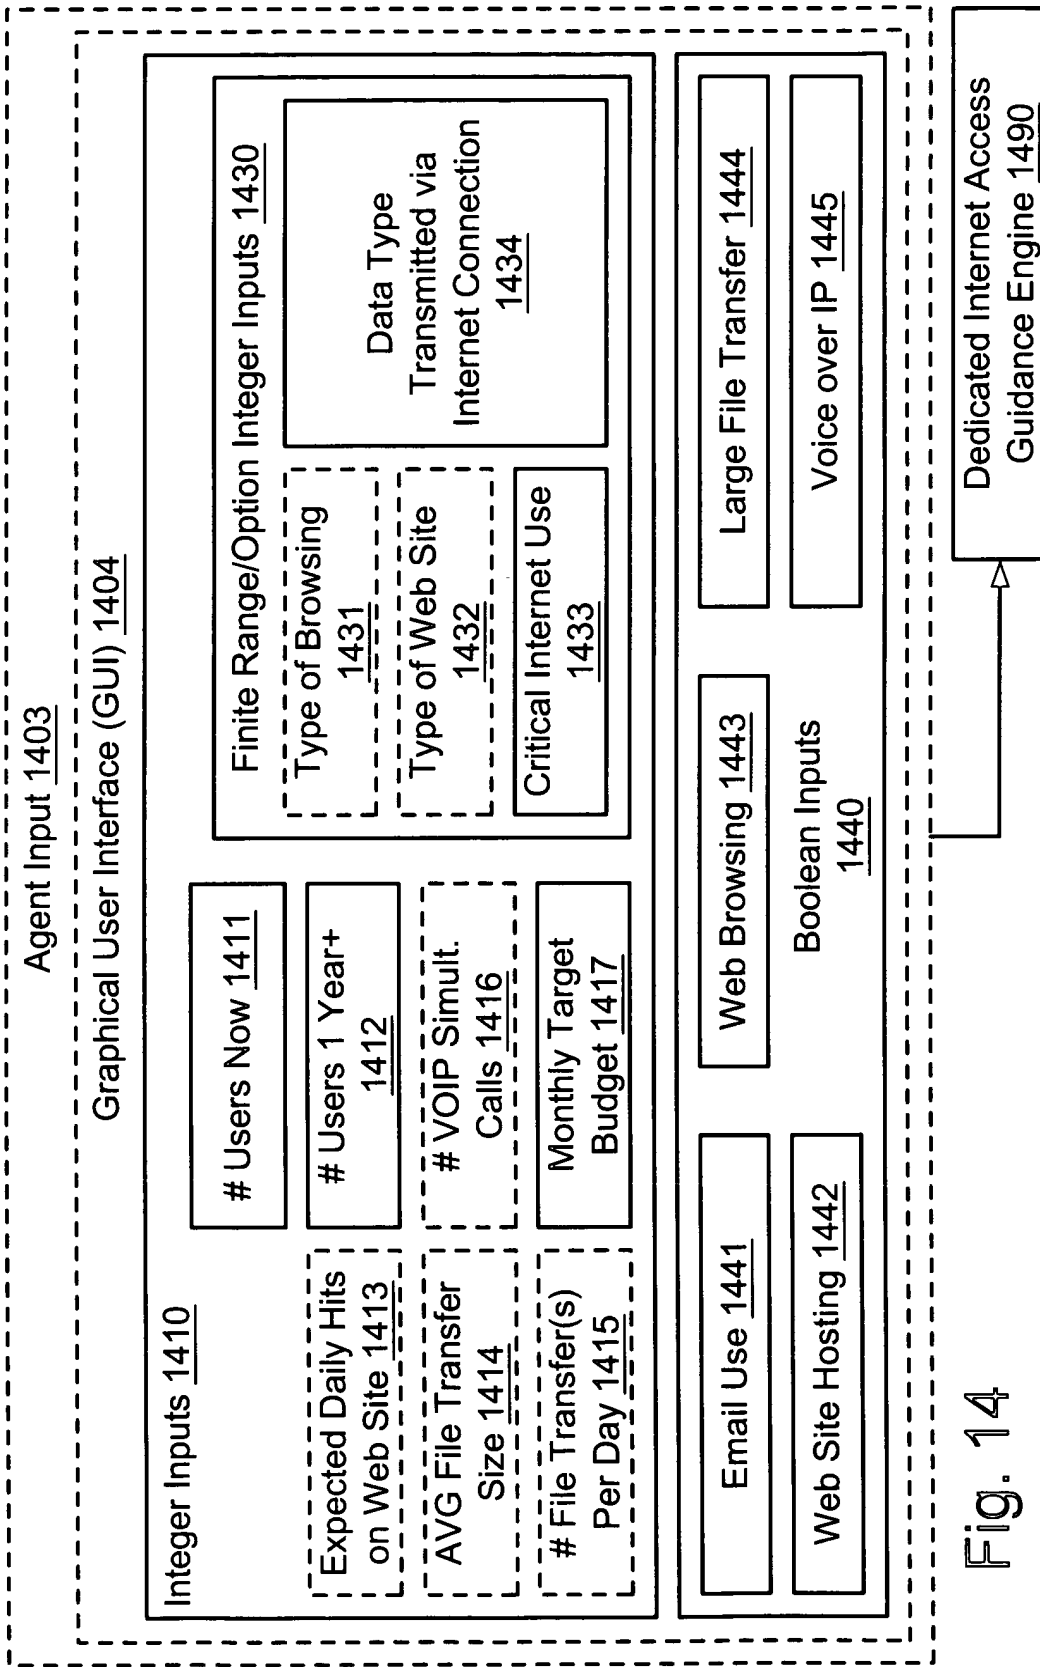 Agent Input 1403
Graphical User Interface (GUI) 1404
Integer Inputs 1410
# Users Now 1411
Expected Daily Hits
on Web Site 1413
# Users 1 Year+
1412
AVG File Transfer
Size 1414
# VOIP Simult.
Calls 1416
# File Transfer(s)
Per Day 1415
Monthly Target
Budget 1417
Finite Range/Option Integer Inputs 1430
Type of Browsing
1431
Type of Web Site
1432
Critical Internet Use
1433
Data Type
Transmitted via
Internet Connection
1434
Email Use 1441
Web Browsing 1443
Large File Transfer 1444
Web Site Hosting 1442
Boolean Inputs
1440
Voice over IP 1445
Dedicated Internet Access
Guidance Engine 1490
Fig. 14